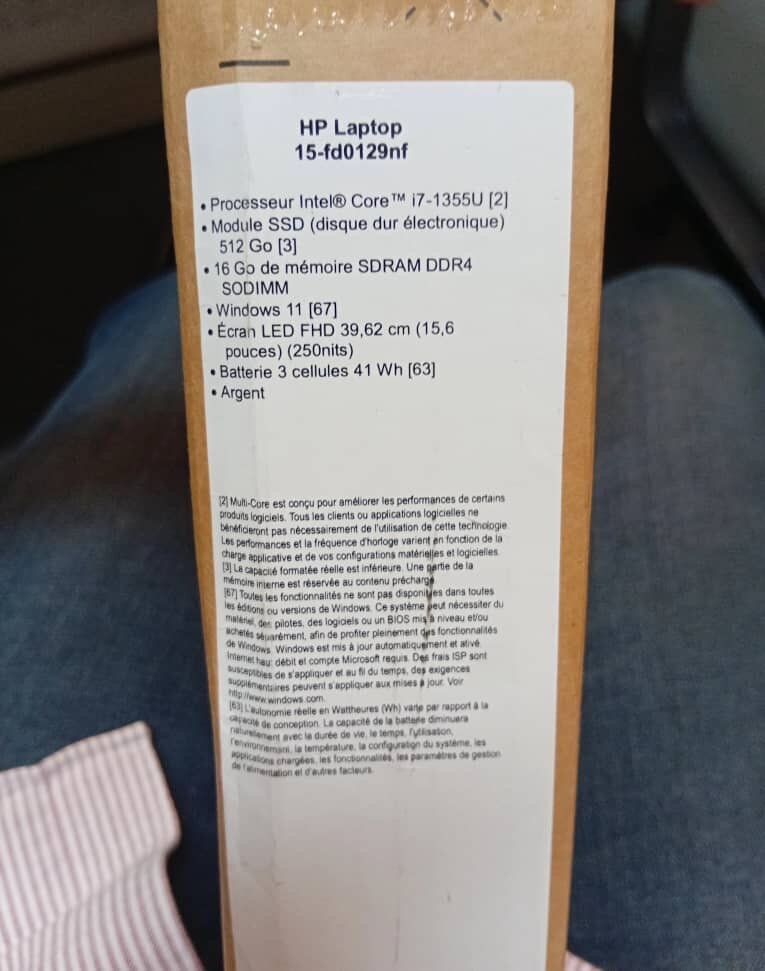 HP Laptop
15-fd0129nf
• Processeur Intel® Core™ i7-1355U [2]
• Module SSD (disque dur électronique)
512 Go [3]
• 16 Go de mémoire SDRAM DDR4
SODIMM
• Windows 11 [67]
• Écran LED FHD 39,62 cm (15,6
pouces) (250nits)
• Batterie 3 cellules 41 Wh [63]
• Argent
[2] Multi-Core est conçu pour améliorer les performances de certains
produits logiciels. Tous les clients ou applications logicielles ne
bénéficieront pas nécessairement de l'utilisation de cette technologie.
Les performances et la fréquence d'horloge varient en fonction de la
charge applicative et de vos configurations matérielles et logicielles.
[3] La capacité formatée réelle est inférieure. Une partie de la
mémoire interne est réservée au contenu préchargé
[67] Toutes les fonctionnalités ne sont pas disponibles dans toutes
les éditions ou versions de Windows. Ce système peut nécessiter du
matériel, des pilotes, des logiciels ou un BIOS mis à niveau et/ou
achetés séparément, afin de profiter pleinement des fonctionnalités
de Windows. Windows est mis à jour automatiquement et activé.
Internet haut débit et compte Microsoft requis. Des frais ISP sont
susceptibles de s'appliquer et au fil du temps, des exigences
supplémentaires peuvent s'appliquer aux mises à jour. Voir
http://www.windows.com.
[63] L'autonomie réelle en Wattheures (Wh) varie par rapport à la
capacité de conception. La capacité de la batterie diminuera
naturellement avec la durée de vie, le temps, l'utilisation,
l'environnement, la température, la configuration du système, les
applications chargées, les fonctionnalités, les paramètres de gestion
de l'alimentation et d'autres facteurs.